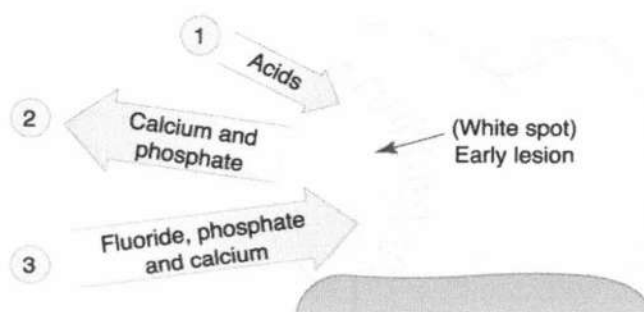 1
Acids
2
Calcium and
phosphate
(White spot)
Early lesion
3
Fluoride, phosphate
and calcium